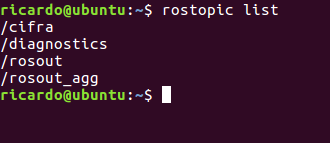 ricardo@ubuntu:~$ rostopic list
/cifra
/diagnostics
/rosout
/rosout_agg
ricardo@ubuntu:~$